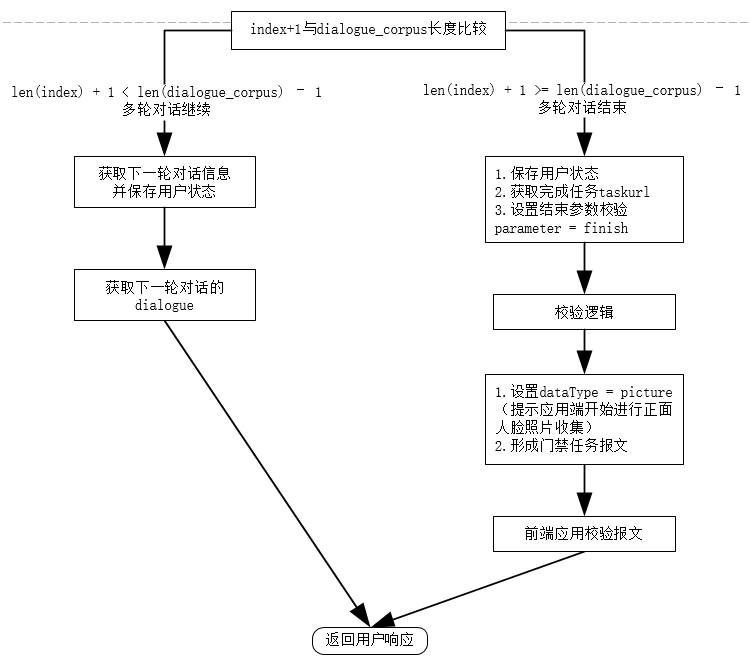 index+1与dialogue_corpus长度比较
len(index) + 1 < len(dialogue_corpus) - 1
多轮对话继续
len(index) + 1 >= len(dialogue_corpus) - 1
多轮对话结束
获取下一轮对话信息
并保存用户状态
1.保存用户状态
2.获取完成任务taskurl
3.设置结束参数校验
parameter = finish
获取下一轮对话的
dialogue
校验逻辑
1.设置dataType = picture
（提示应用端开始进行正面
人脸照片收集）
2.形成门禁任务报文
前端应用校验报文
返回用户响应